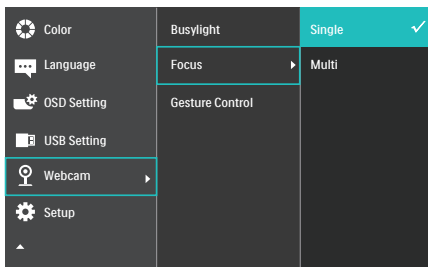 Color
Language
OSD Setting
USB Setting
Webcam
Setup
Busylight
Focus
Gesture Control
Single
Multi